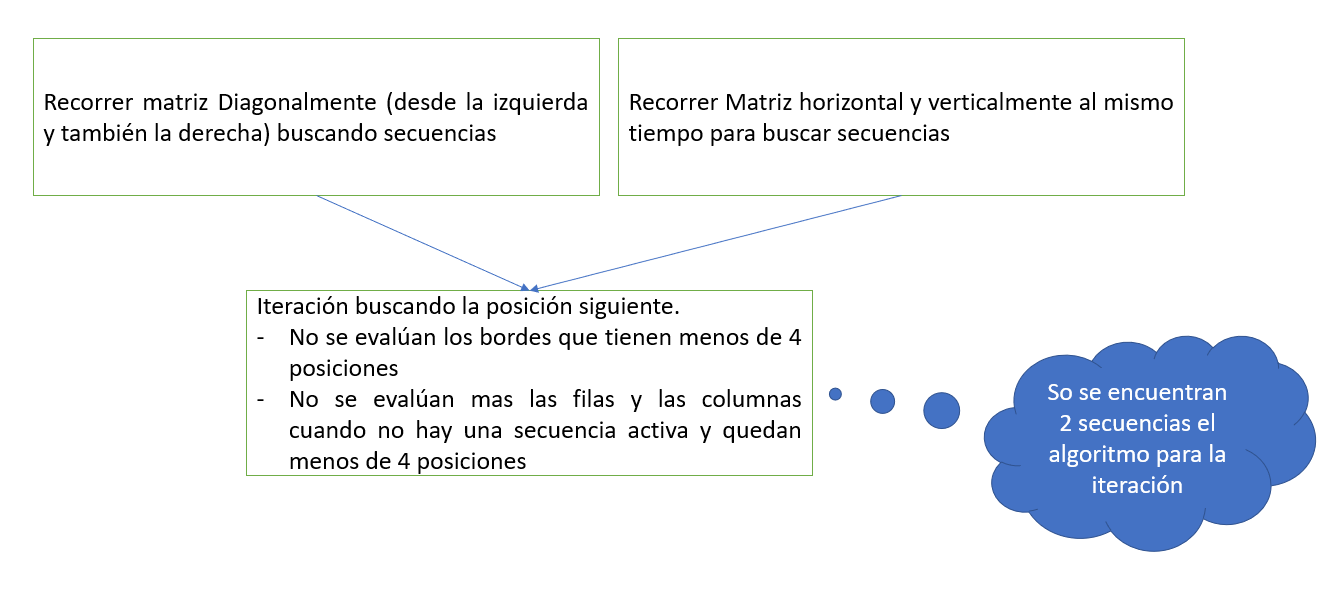 Recorrer matriz Diagonalmente (desde la izquierda
y también la derecha) buscando secuencias
Recorrer Matriz horizontal y verticalmente al mismo
tiempo para buscar secuencias
Iteración buscando la posición siguiente.
- No se evalúan los bordes que tienen menos de 4
posiciones
- No se evalúan mas las filas y las columnas
cuando no hay una secuencia activa y quedan
menos de 4 posiciones
So se encuentran
2 secuencias el
algoritmo para la
iteración